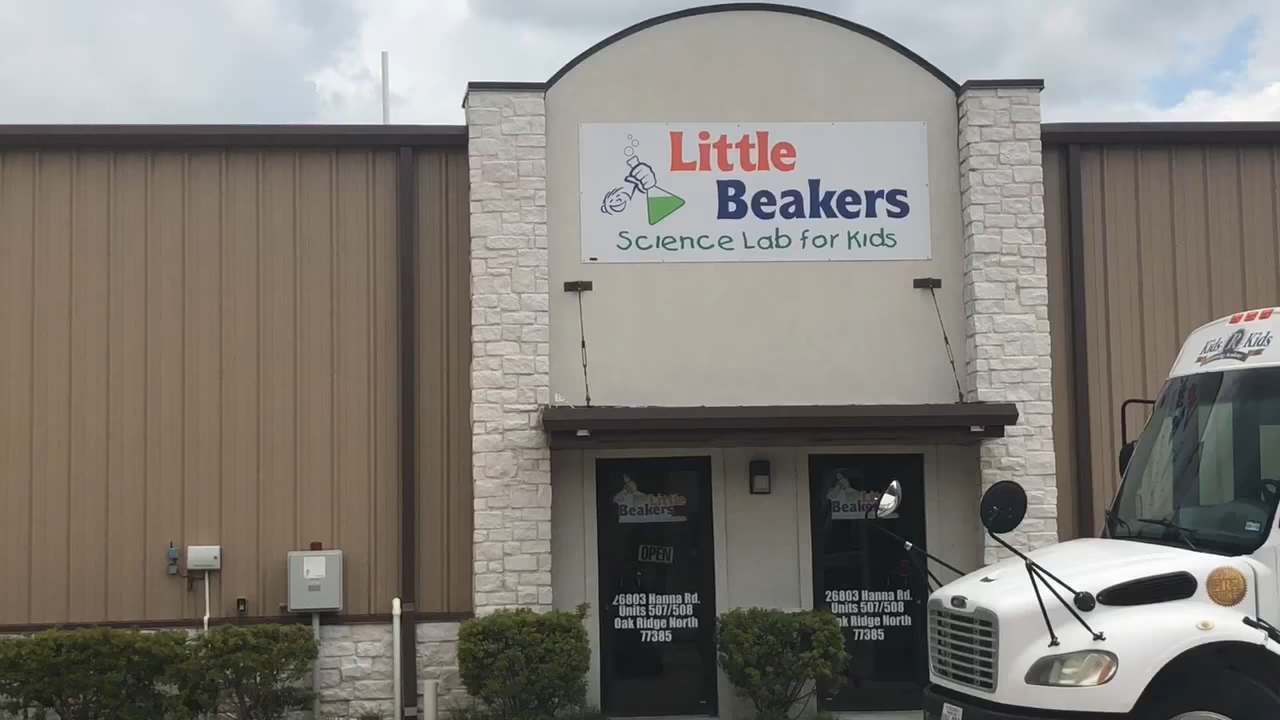 Little
Beakers
Science Lab for Kids
Kids R Kids
Little
Beakers
OPEN
26803 Hanna Rd.
Units 507/508
Oak Ridge North
77385
Beakers
26803 Hanna Rd.
Units 507/508
Oak Ridge North
77385